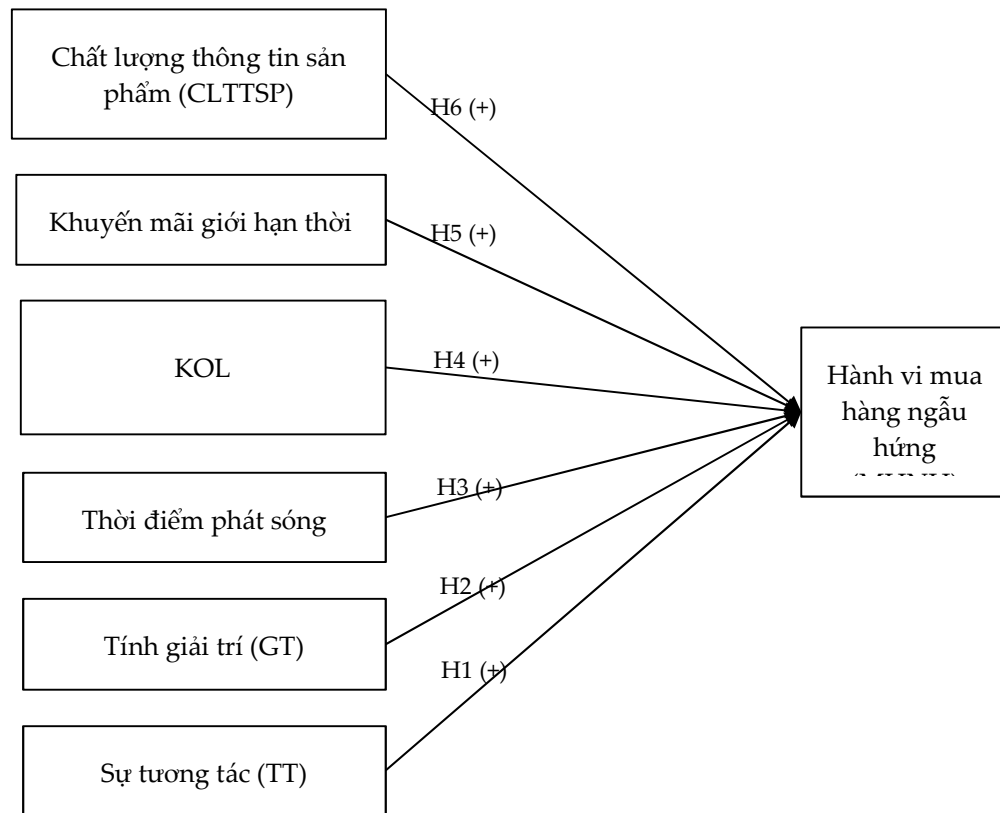 Chất lượng thông tin sản
phẩm (CLTTSP)
H6 (+)
Khuyến mãi giới hạn thời
H5 (+)
KOL
H4 (+)
Hành vi mua
hàng ngẫu
hứng
Thời điểm phát sóng
H3 (+)
Tính giải trí (GT)
H2 (+)
Sự tương tác (TT)
H1 (+)